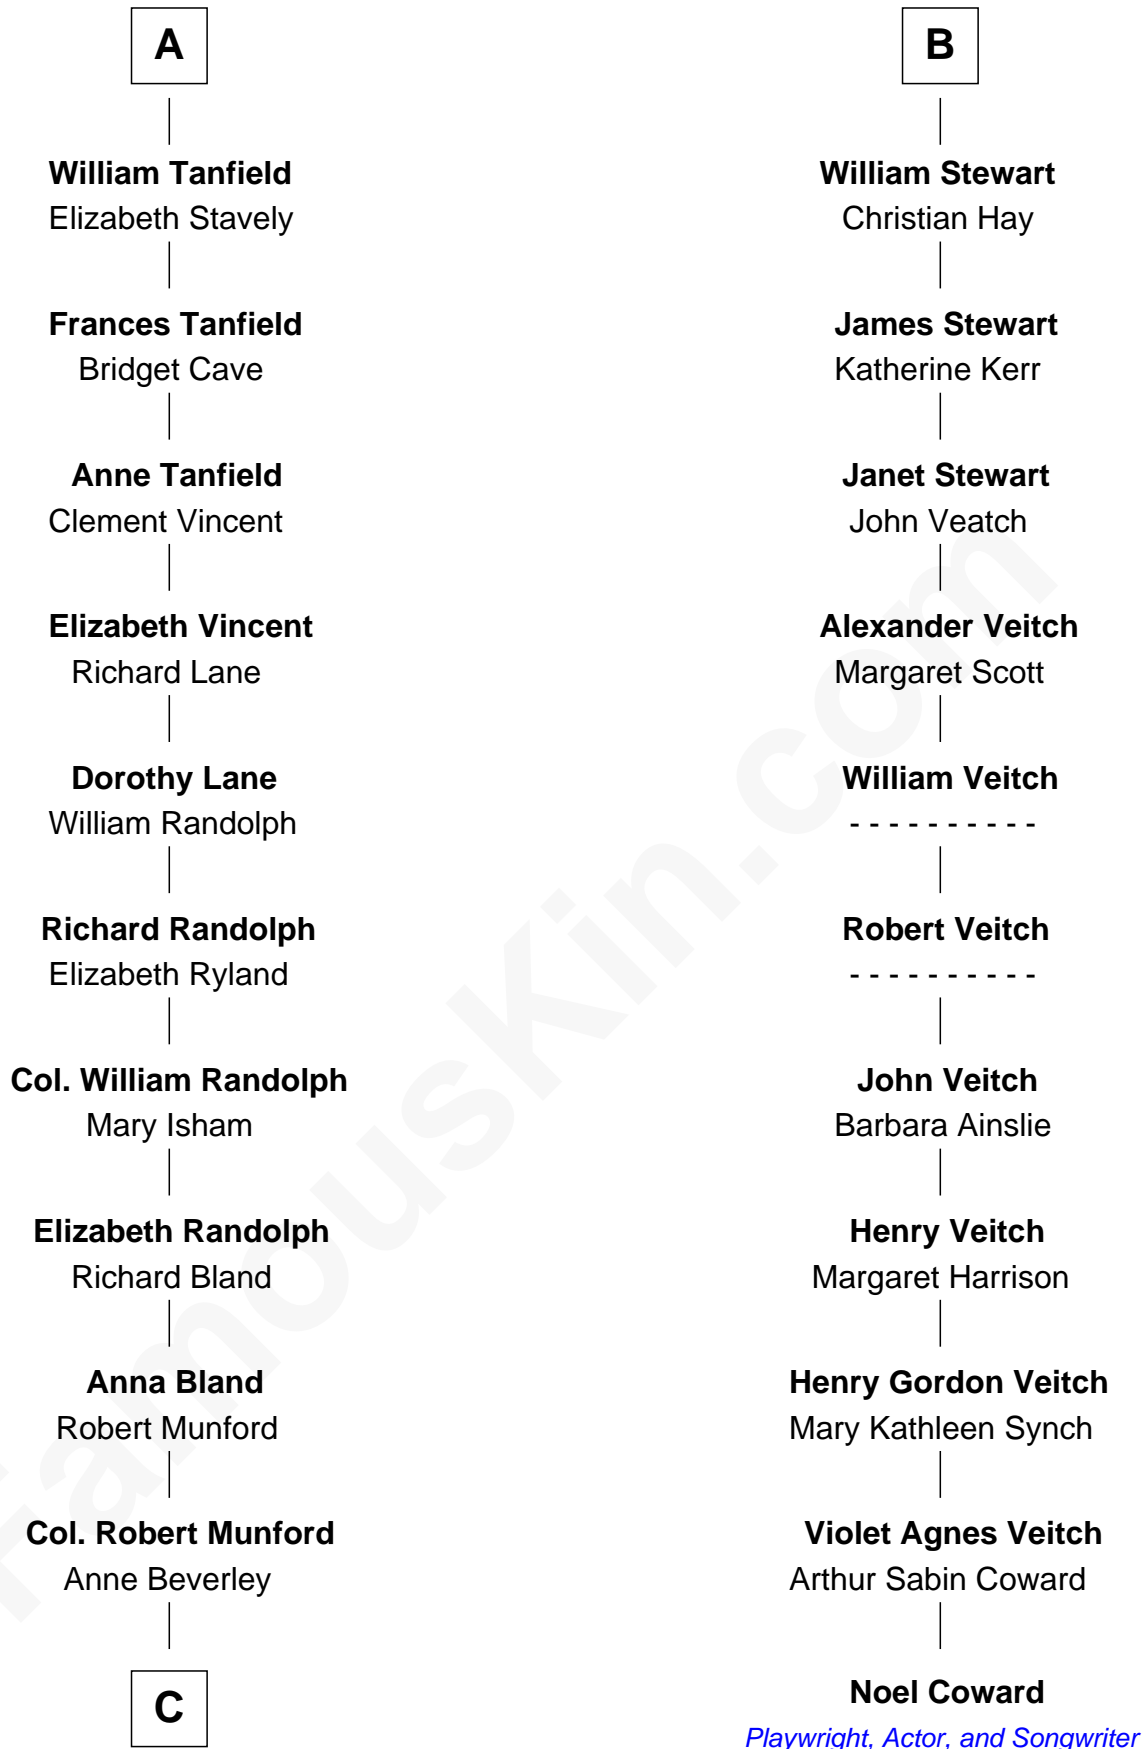 A
William Tanfield
Elizabeth Stavely
Frances Tanfield
Bridget Cave
Anne Tanfield
Clement Vincent
Elizabeth Vincent
Richard Lane
Dorothy Lane
William Randolph
Richard Randolph
Elizabeth Ryland
Col. William Randolph
Mary Isham
Elizabeth Randolph
Richard Bland
Anna Bland
Robert Munford
Col. Robert Munford
Anne Beverley
C
B
William Stewart
Christian Hay
James Stewart
Katherine Kerr
Janet Stewart
John Veatch
Alexander Veitch
Margaret Scott
William Veitch
- - - - - - - - - -
Robert Veitch
- - - - - - - - - -
John Veitch
Barbara Ainslie
Henry Veitch
Margaret Harrison
Henry Gordon Veitch
Mary Kathleen Synch
Violet Agnes Veitch
Arthur Sabin Coward
Noel Coward
Playwright, Actor, and Songwriter
FamousKin.com